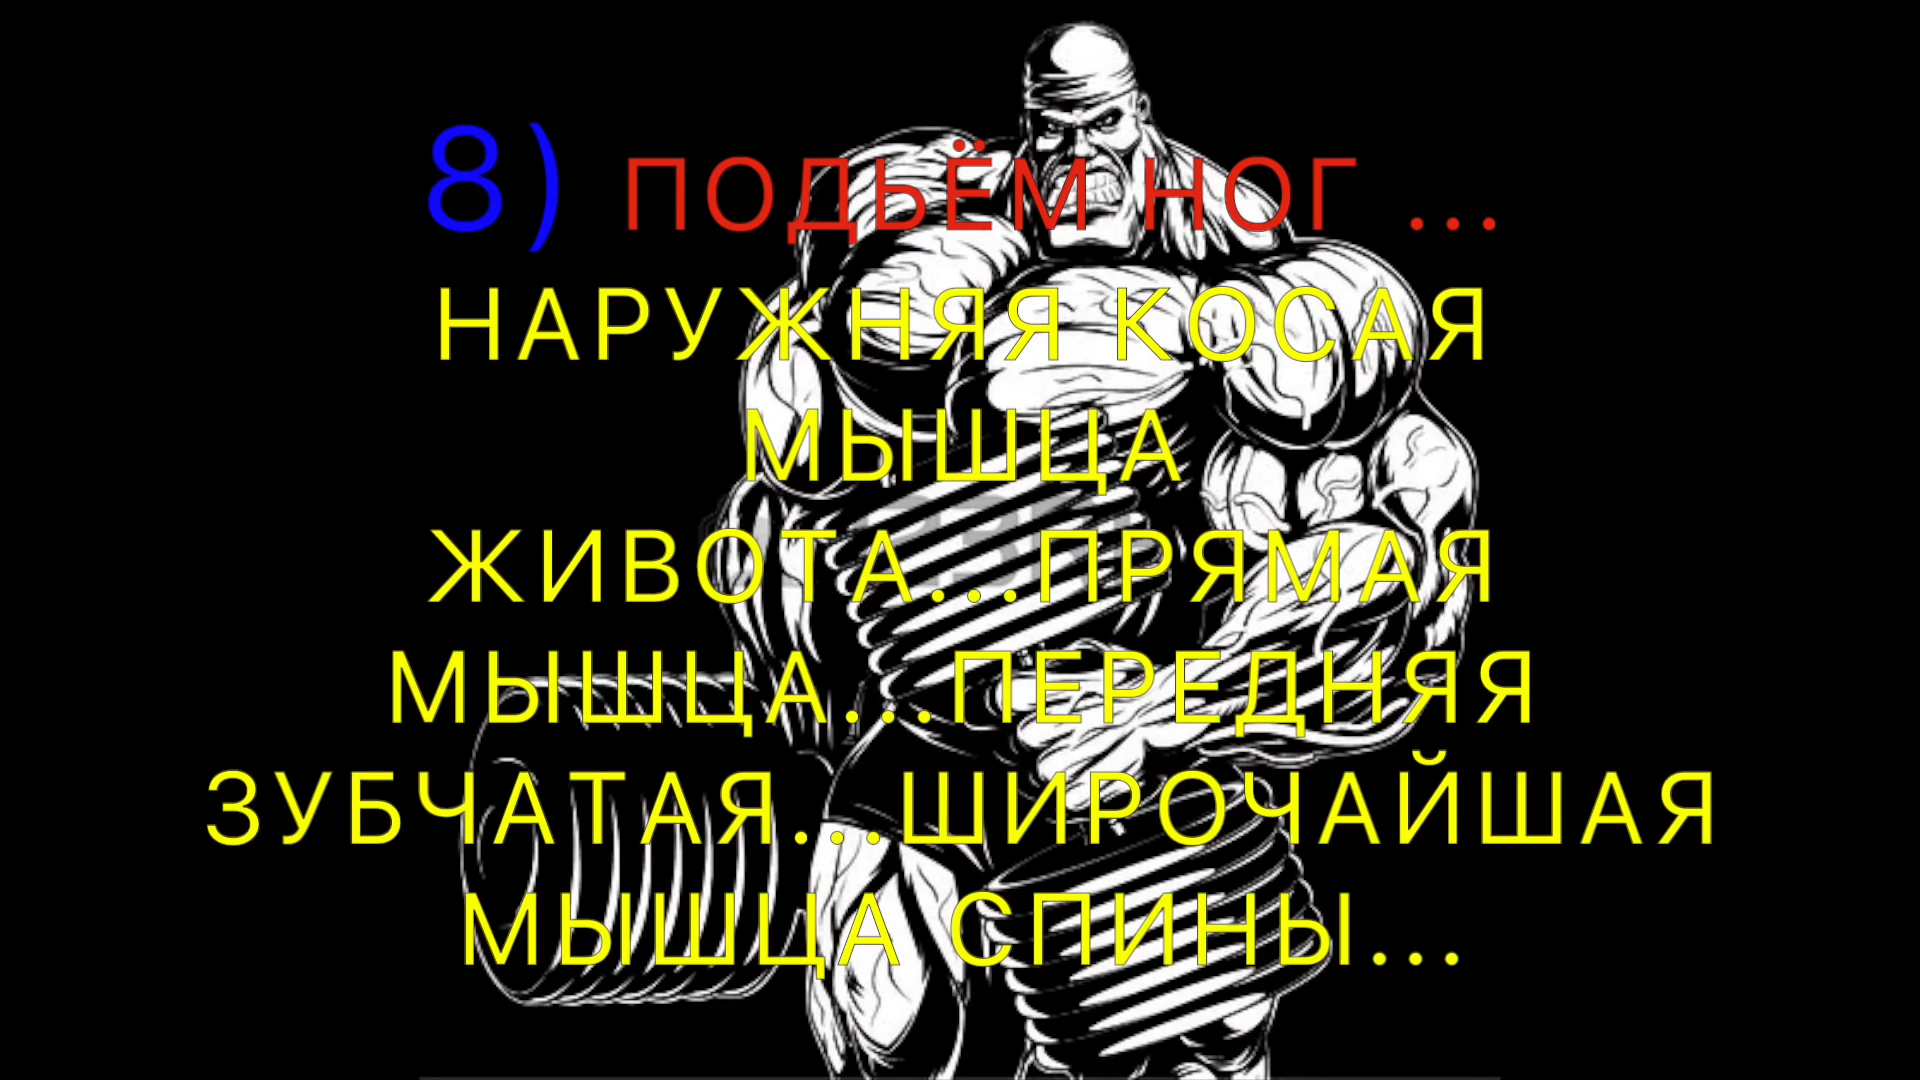 8) ПОДЬЁМ НОГ ...
НАРУЖНЯЯ КОСАЯ
МЫШЦА
ЖИВОТА...ПРЯМАЯ
МЫШЦА...ПЕРЕДНЯЯ
ЗУБЧАТАЯ...ШИРОЧАЙШАЯ
МЫШЦА СПИНЫ...